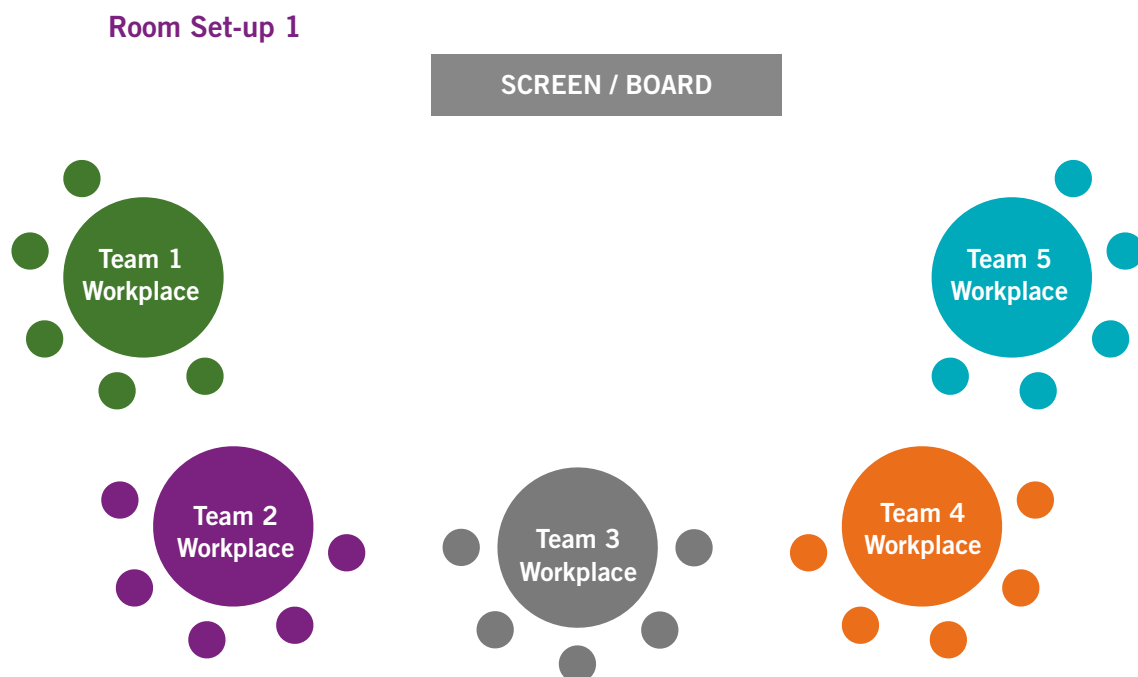 Room Set-up 1
SCREEN / BOARD
Team 1
Workplace
Team 5
Workplace
Team 2
Workplace
Team 3
Workplace
Team 4
Workplace